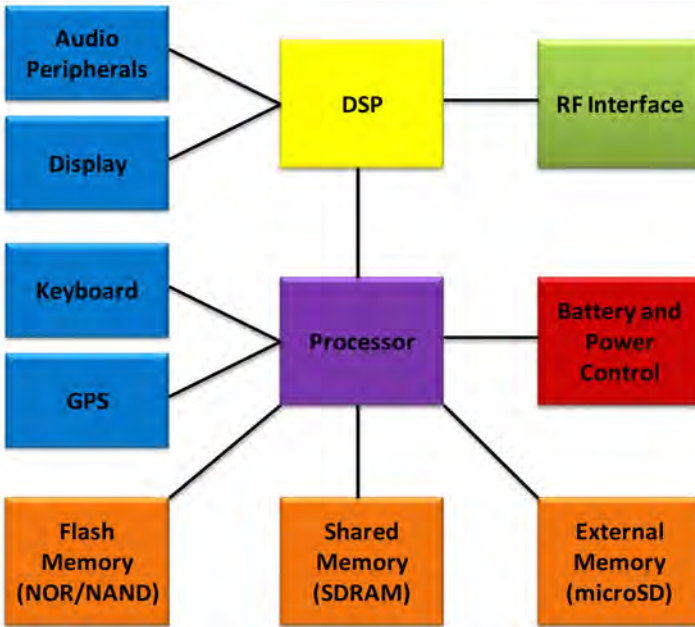 Audio
Peripherals
DSP
RF Interface
Display
Keyboard
Processor
Battery and
Power
Control
GPS
Flash
Memory
(NOR/NAND)
Shared
Memory
(SDRAM)
External
Memory
(microSD)